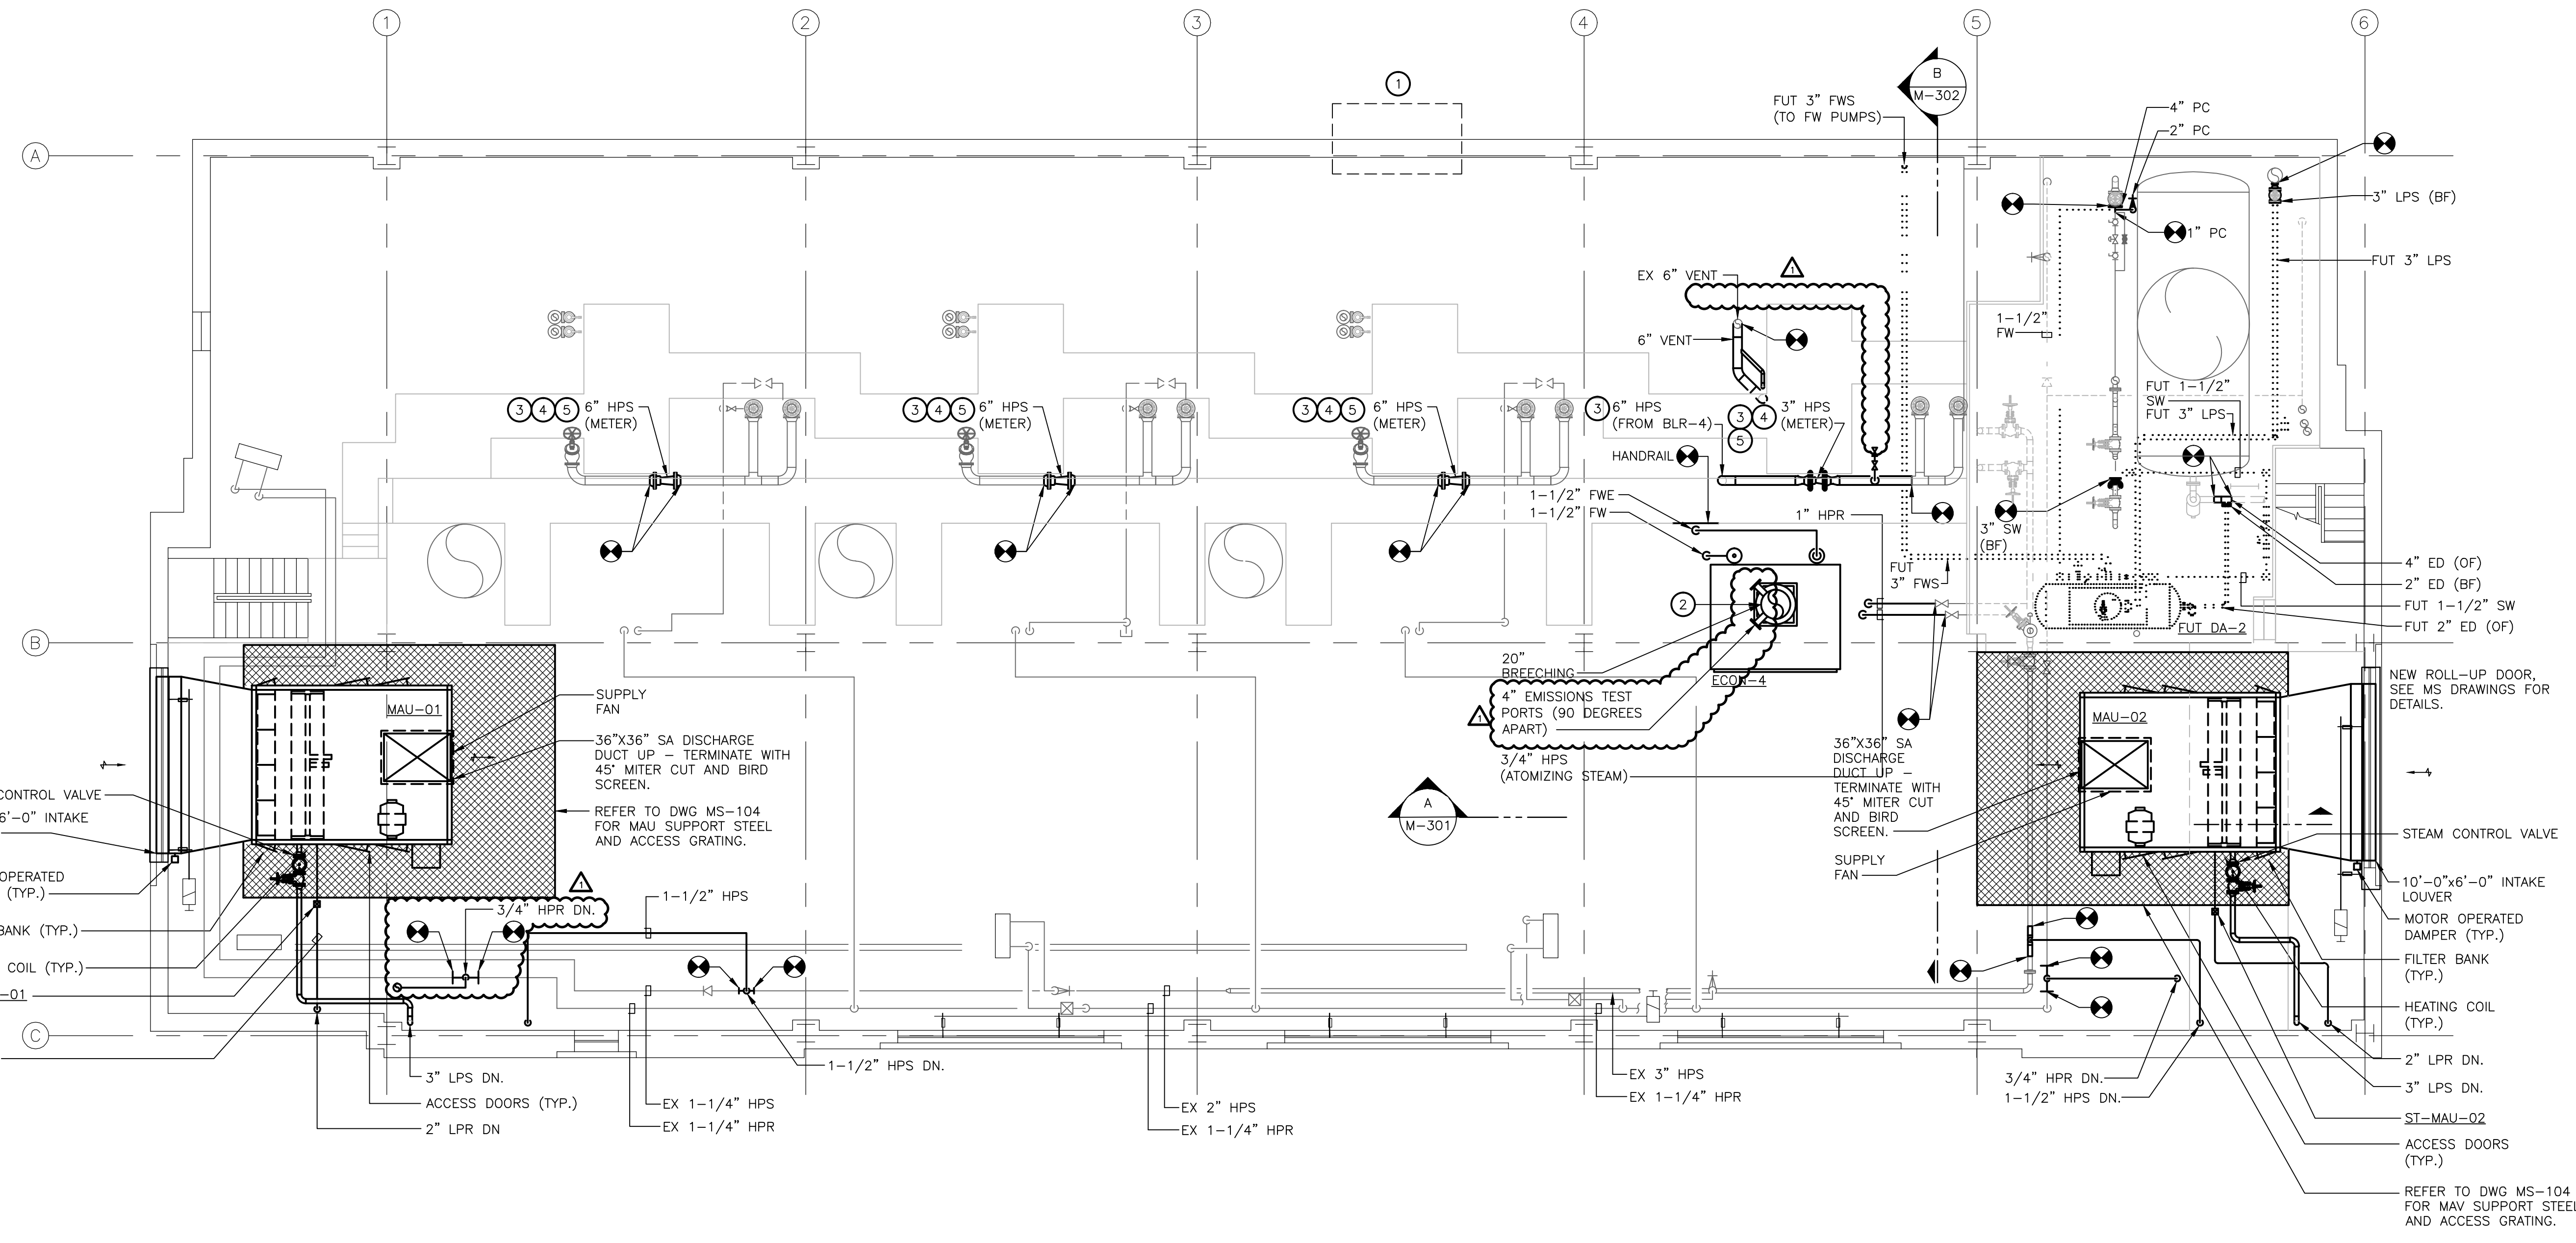 1
2
3
4
5
6
1
B
M-302
FUT 3" FWS
(TO FW PUMPS)
4" PC
2" PC
A
3" LPS (BF)
1" PC
FUT 3" LPS
EX 6" VENT
1
6" VENT
1-1/2"
FW
FUT 1-1/2"
SW
FUT 3" LPS
3 4 5 6" HPS
(METER)
3 4 5 6" HPS
(METER)
3 4 5 6" HPS
(METER)
3 6" HPS
(FROM BLR-4)
3 4 3" HPS
(METER)
5
HANDRAIL
1-1/2" FWE
1-1/2" FW
1" HPR
3" SW
(BF)
FUT
3" FWS
4" ED (OF)
2" ED (BF)
FUT 1-1/2" SW
FUT 2" ED (OF)
FUT DA-2
2
B
20"
BREECHING
ECON-4
4" EMISSIONS TEST
PORTS (90 DEGREES
APART)
1
3/4" HPS
(ATOMIZING STEAM)
NEW ROLL-UP DOOR,
SEE MS DRAWINGS FOR
DETAILS.
MAU-01
SUPPLY
FAN
36"X36" SA DISCHARGE
DUCT UP – TERMINATE WITH
45° MITER CUT AND BIRD
SCREEN.
REFER TO DWG MS-104
FOR MAU SUPPORT STEEL
AND ACCESS GRATING.
CONTROL VALVE
6'-0" INTAKE
OPERATED
(TYP.)
BANK (TYP.)
COIL (TYP.)
-01
A
M-301
36"X36" SA
DISCHARGE
DUCT UP –
TERMINATE WITH
45° MITER CUT
AND BIRD
SCREEN.
SUPPLY
FAN
MAU-02
STEAM CONTROL VALVE
10'-0"x6'-0" INTAKE
LOUVER
MOTOR OPERATED
DAMPER (TYP.)
FILTER BANK
(TYP.)
HEATING COIL
(TYP.)
1
3/4" HPR DN.
1-1/2" HPS
C
1-1/2" HPS DN.
3" LPS DN.
ACCESS DOORS (TYP.)
2" LPR DN
EX 1-1/4" HPS
EX 1-1/4" HPR
EX 2" HPS
EX 1-1/4" HPR
EX 3" HPS
EX 1-1/4" HPR
3/4" HPR DN.
1-1/2" HPS DN.
2" LPR DN.
3" LPS DN.
ST-MAU-02
ACCESS DOORS
(TYP.)
REFER TO DWG MS-104
FOR MAV SUPPORT STEEL
AND ACCESS GRATING.